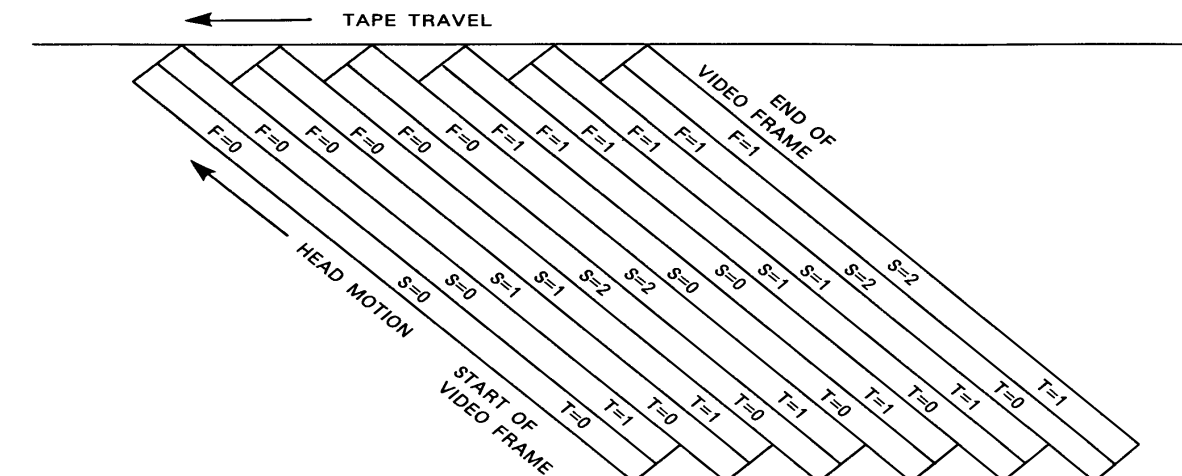 TAPE TRAVEL
END OF
VIDEO FRAME
F=0
F=0
F=0
F=0
F=0
F=0
F=1
F=1
F=1
F=1
F=1
F=1
HEAD MOTION
S=0
S=0
S=1
S=1
S=2
S=2
S=0
S=0
S=1
S=1
S=2
S=2
START OF
VIDEO FRAME
T=0
T=1
T=0
T=1
T=0
T=1
T=0
T=1
T=0
T=1
T=0
T=1